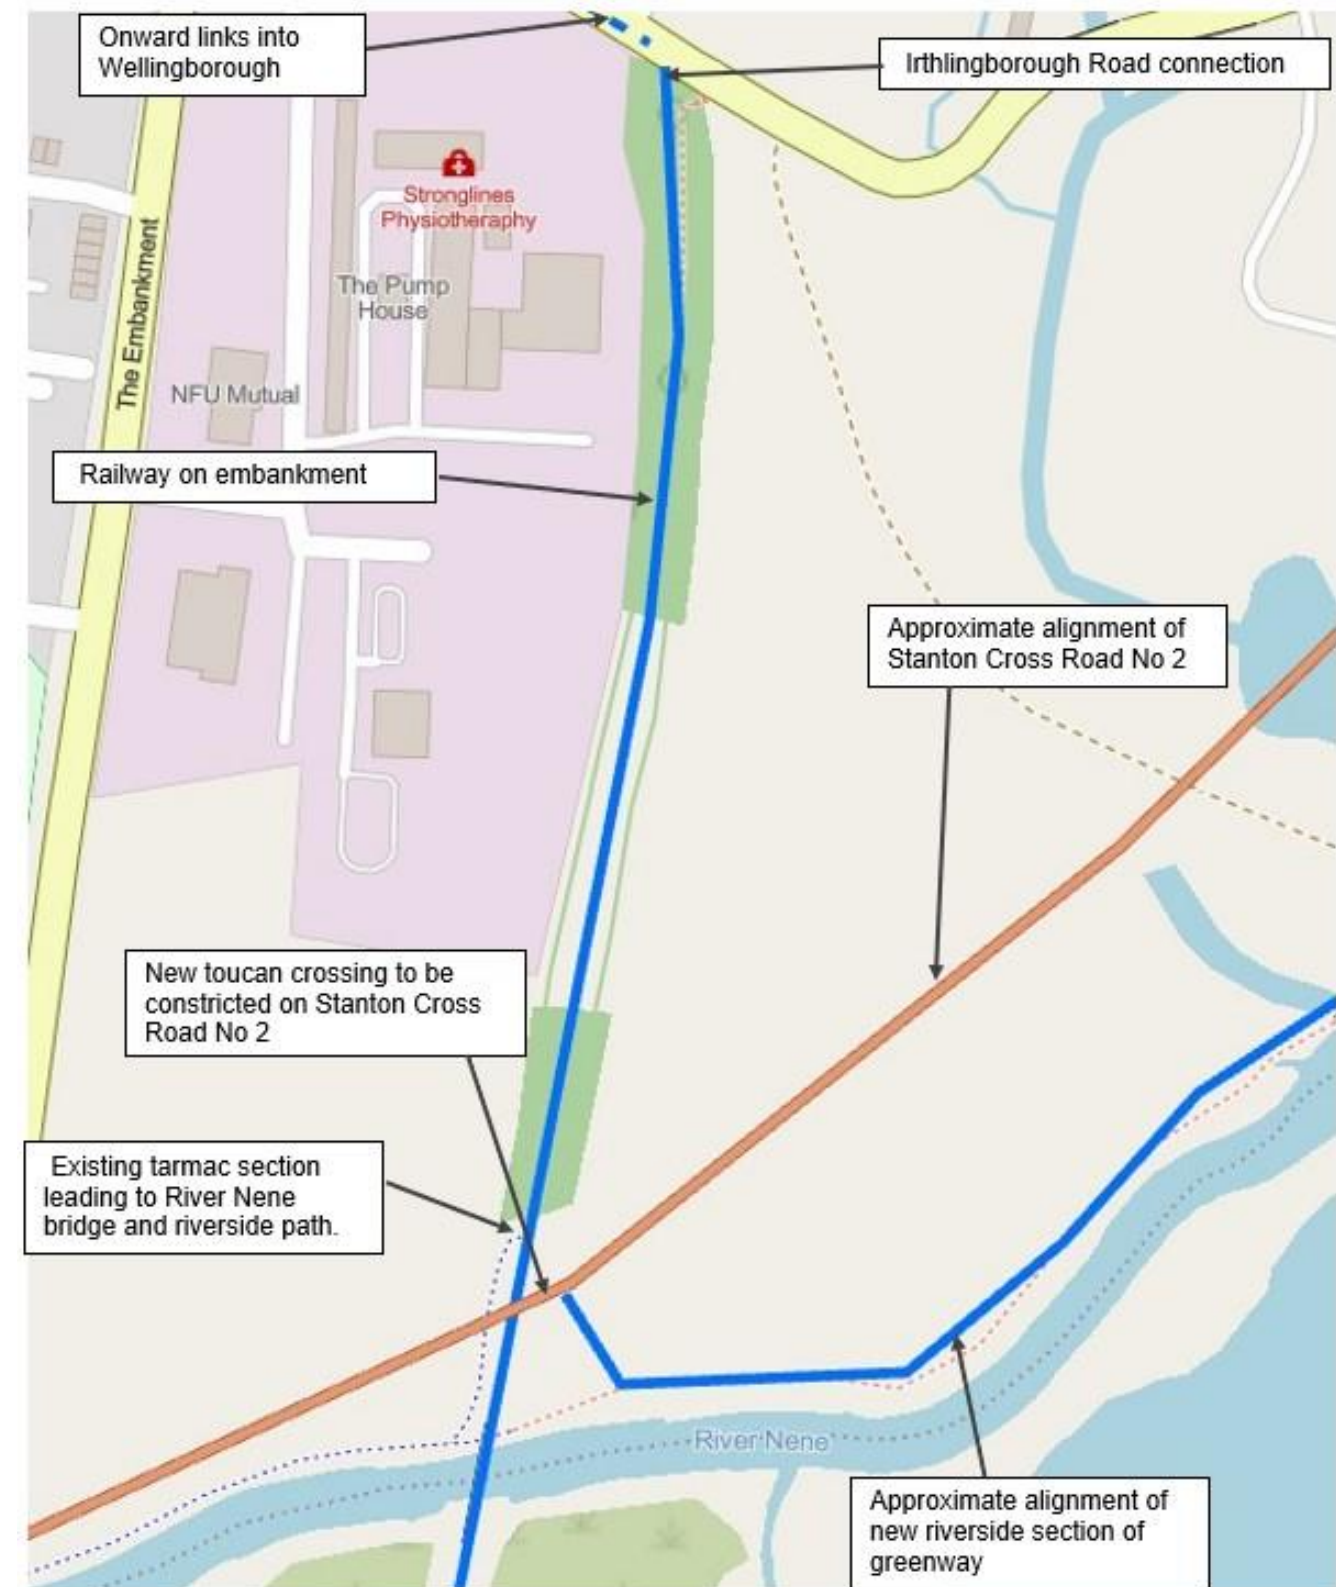 Onward links into
Wellingborough
Irthlingborough Road connection
Stronglines
Physiotheraphy
The Pump
House
The Embankment
NFU Mutual
Railway on embankment
Approximate alignment of
Stanton Cross Road No 2
New toucan crossing to be
constricted on Stanton Cross
Road No 2
Existing tarmac section
leading to River Nene
bridge and riverside path.
River Nene
Approximate alignment of
new riverside section of
greenway